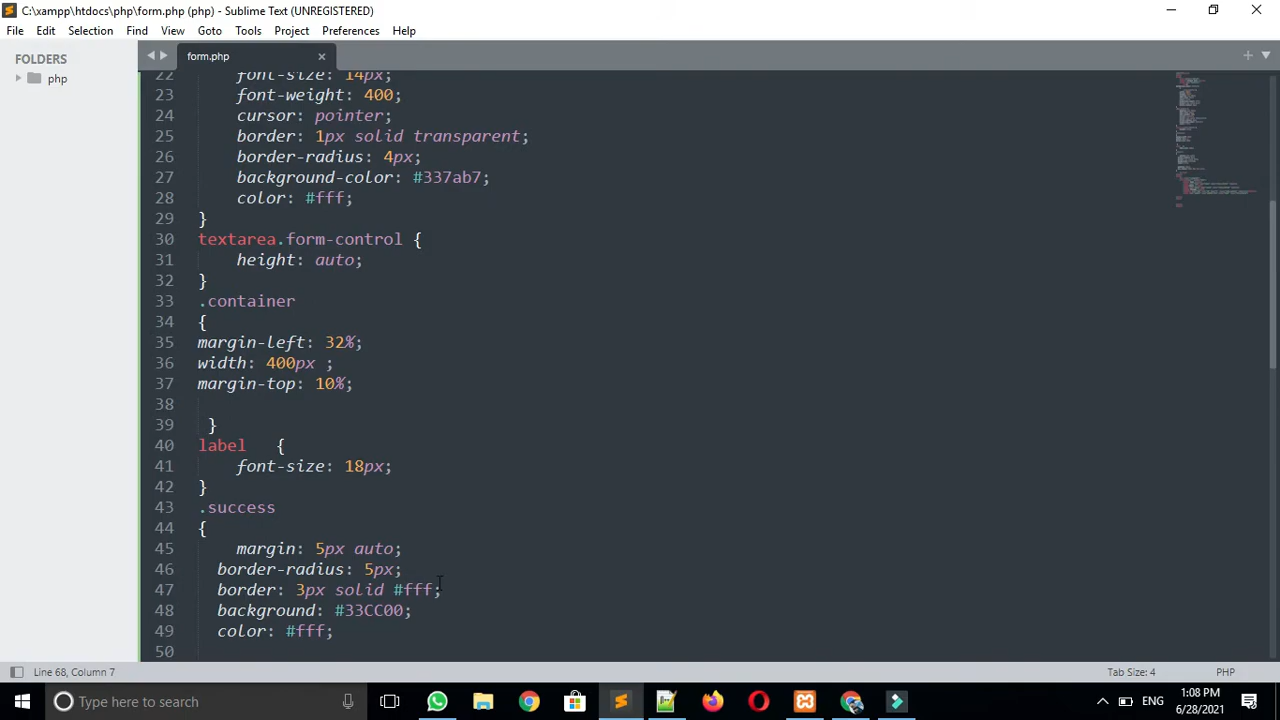 C:\xampp\htdocs\php\form.php (php) - Sublime Text (UNREGISTERED)
File Edit Selection Find View Goto Tools Project Preferences Help
FOLDERS
php
form.php
22 font-size: 14px;
23 font-weight: 400;
24 cursor: pointer;
25 border: 1px solid transparent;
26 border-radius: 4px;
27 background-color: #337ab7;
28 color: #fff;
29 }
30 textarea.form-control {
31 height: auto;
32 }
33 .container
34 {
35 margin-left: 32%;
36 width: 400px ;
37 margin-top: 10%;
38
39 }
40 label {
41 font-size: 18px;
42 }
43 .success
44 {
45 margin: 5px auto;
46 border-radius: 5px;
47 border: 3px solid #fff;
48 background: #33CC00;
49 color: #fff;
50
Line 68, Column 7
Tab Size: 4
PHP
Type here to search
ENG
1:08 PM
6/28/2021